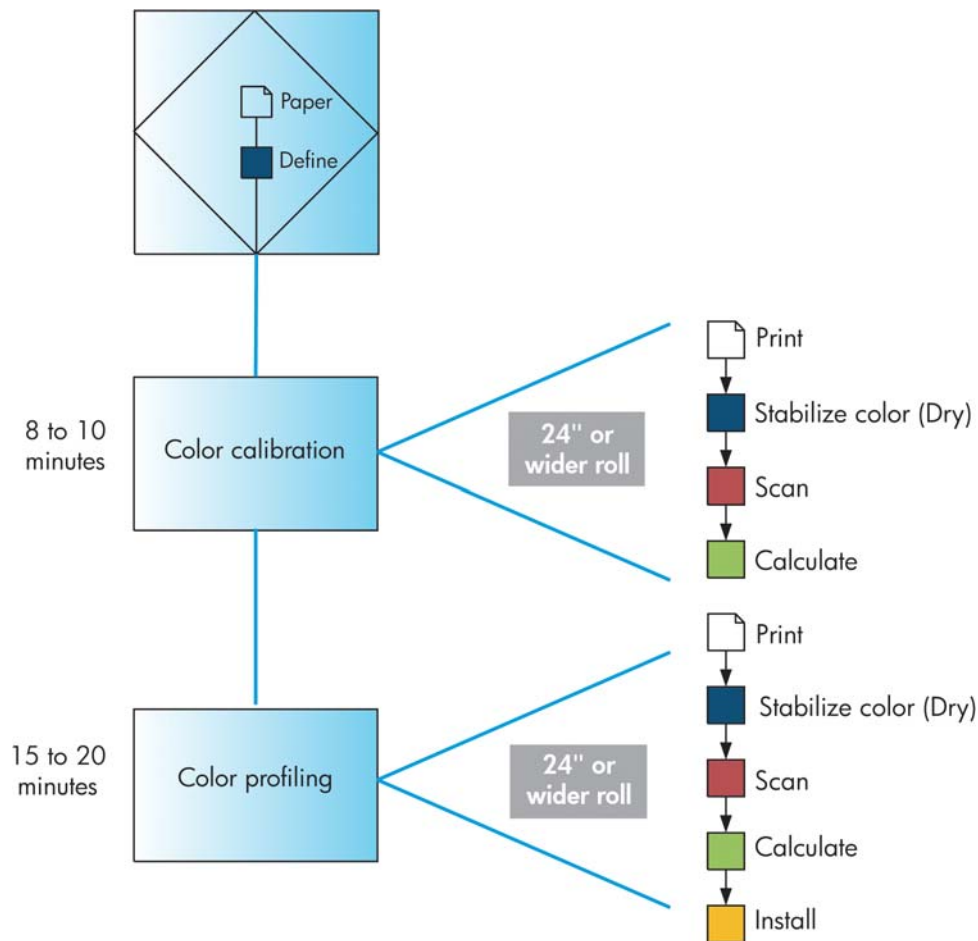 Paper
Define
8 to 10
minutes
Color calibration
24" or
wider roll
Print
Stabilize color (Dry)
Scan
Calculate
15 to 20
minutes
Color profiling
24" or
wider roll
Print
Stabilize color (Dry)
Scan
Calculate
Install